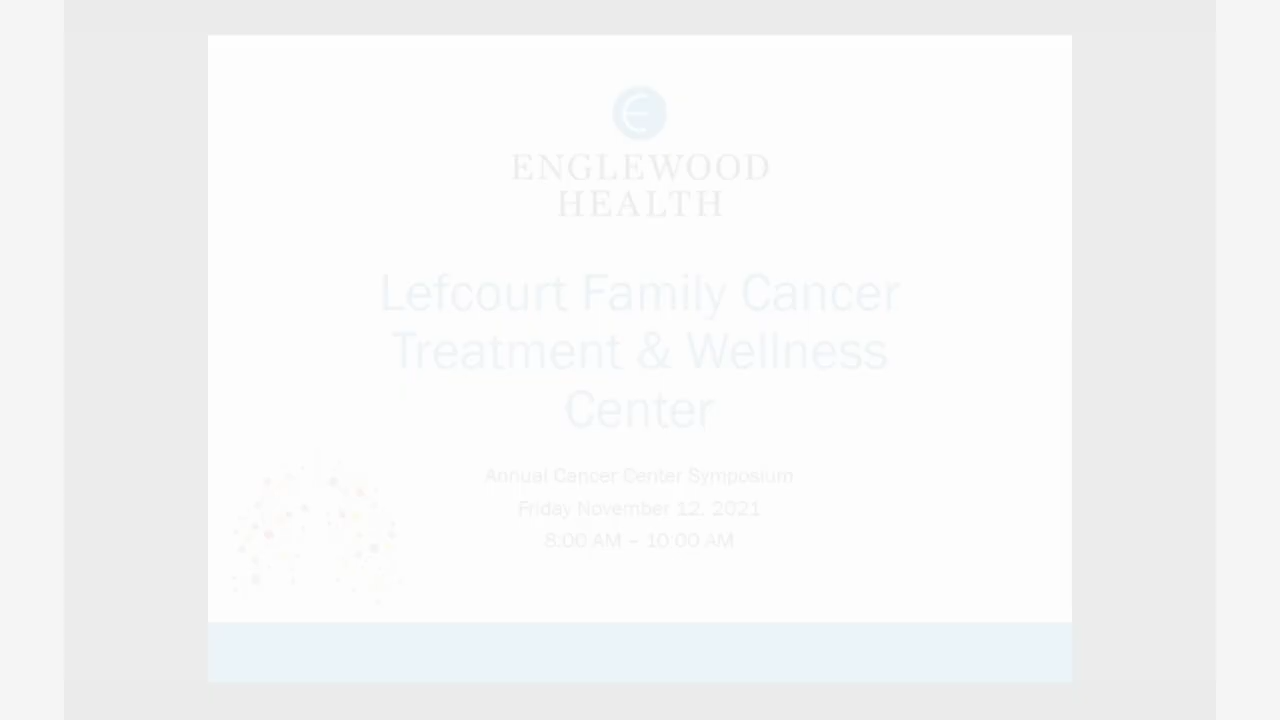 ENGLEWOOD
HEALTH
Lefcourt Family Cancer
Treatment & Wellness
Center
Annual Cancer Center Symposium
Friday November 12, 2021
8:00 AM – 10:00 AM